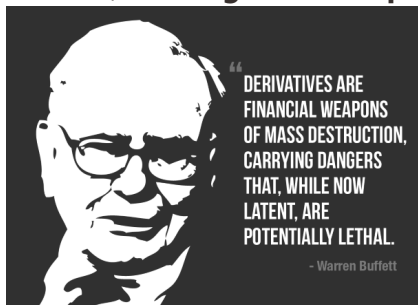 “
DERIVATIVES ARE
FINANCIAL WEAPONS
OF MASS DESTRUCTION,
CARRYING DANGERS
THAT, WHILE NOW
LATENT, ARE
POTENTIALLY LETHAL.
- Warren Buffett